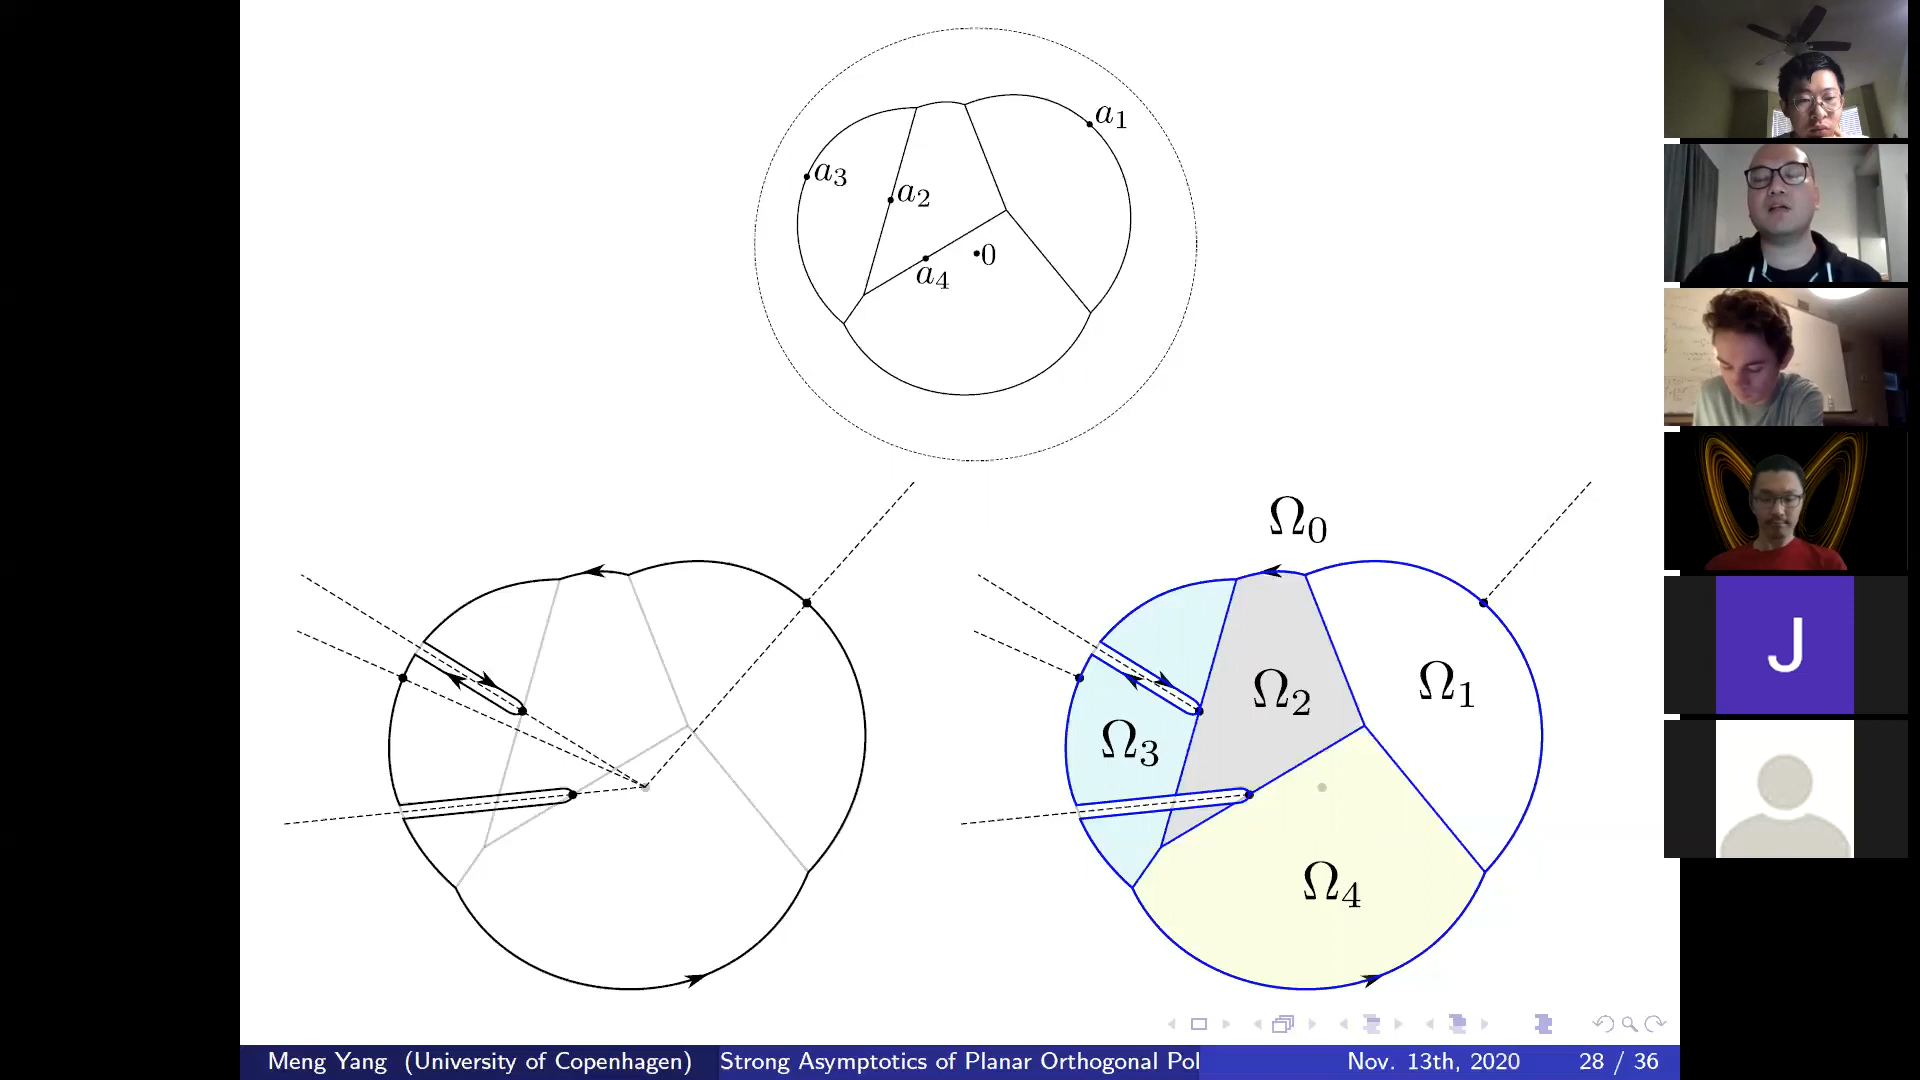 a1
a3
a2
0
a4
Ω0
Ω2
Ω1
Ω3
Ω4
J
Meng Yang (University of Copenhagen) Strong Asymptotics of Planar Orthogonal Pol Nov. 13th, 2020 28 / 36